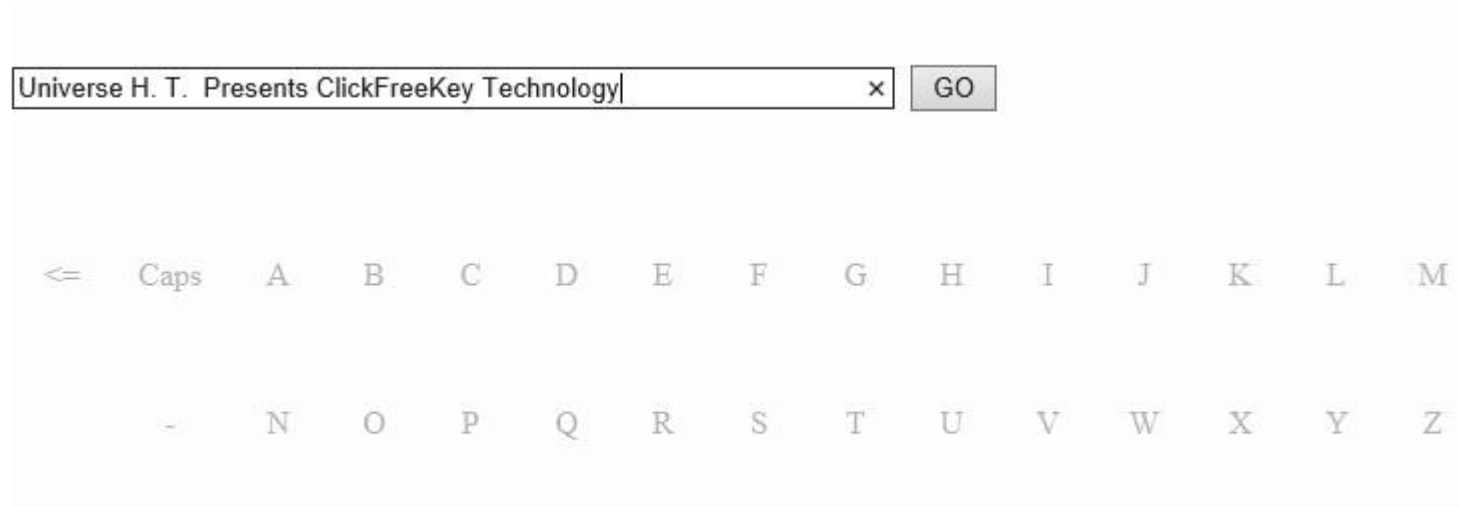 Universe H. T.  Presents ClickFreeKey Technology × GO
<= Caps A B C D E F G H I J K L M
- N O P Q R S T U V W X Y Z